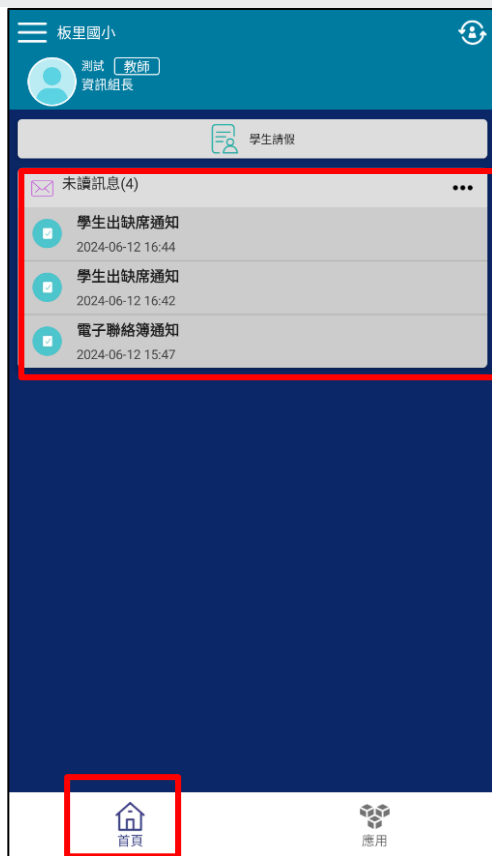 板里國小
測試 教師
資訊組長
學生請假
未讀訊息(4)
學生出缺席通知
2024-06-12 16:44
學生出缺席通知
2024-06-12 16:42
電子聯絡簿通知
2024-06-12 15:47
首頁
應用